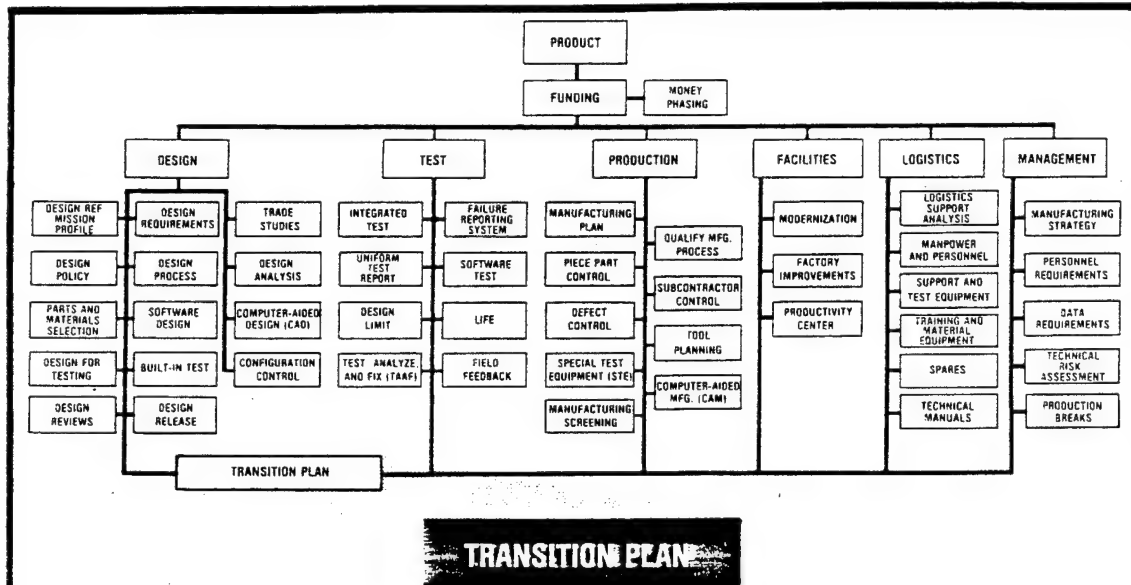 PRODUCT
FUNDING
MONEY
PHASING
DESIGN
TEST
PRODUCTION
FACILITIES
LOGISTICS
MANAGEMENT
DESIGN REF
MISSION
PROFILE
DESIGN
POLICY
PARTS AND
MATERIALS
SELECTION
DESIGN FOR
TESTING
DESIGN
REVIEWS
DESIGN
REQUIREMENTS
DESIGN
PROCESS
SOFTWARE
DESIGN
BUILT-IN TEST
DESIGN
RELEASE
TRADE
STUDIES
DESIGN
ANALYSIS
COMPUTER-AIDED
DESIGN (CAD)
CONFIGURATION
CONTROL
INTEGRATED
TEST
UNIFORM
TEST
REPORT
DESIGN
LIMIT
TEST ANALYZE,
AND FIX (TAAF)
FAILURE
REPORTING
SYSTEM
SOFTWARE
TEST
LIFE
FIELD
FEEDBACK
MANUFACTURING
PLAN
PIECE PART
CONTROL
DEFECT
CONTROL
SPECIAL TEST
EQUIPMENT (STE)
MANUFACTURING
SCREENING
QUALIFY MFG.
PROCESS
SUBCONTRACTOR
CONTROL
TOOL
PLANNING
COMPUTER-AIDED
MFG. (CAM)
MODERNIZATION
FACTORY
IMPROVEMENTS
PRODUCTIVITY
CENTER
LOGISTICS
SUPPORT
ANALYSIS
MANPOWER
AND PERSONNEL
SUPPORT AND
TEST EQUIPMENT
TRAINING AND
MATERIAL
EQUIPMENT
SPARES
TECHNICAL
MANUALS
MANUFACTURING
STRATEGY
PERSONNEL
REQUIREMENTS
DATA
REQUIREMENTS
TECHNICAL
RISK
ASSESSMENT
PRODUCTION
BREAKS
TRANSITION PLAN
TRANSITION PLAN